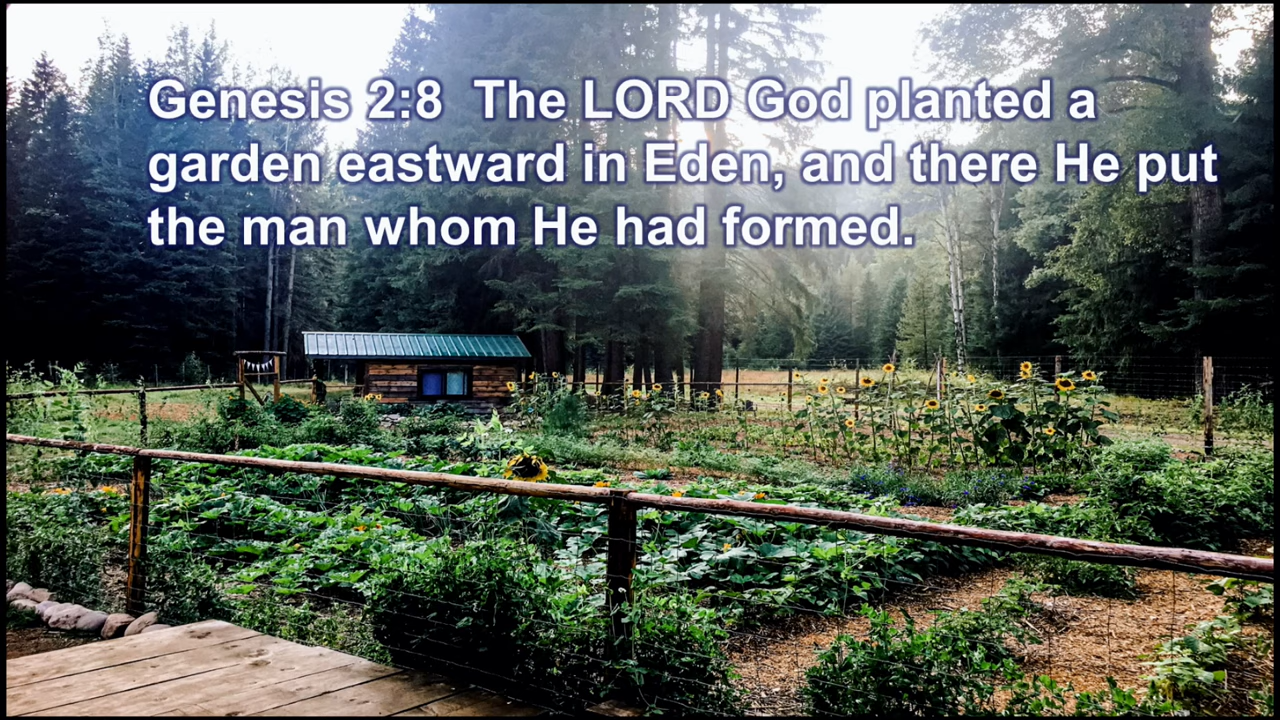 Genesis 2:8  The LORD God planted a
garden eastward in Eden, and there He put
the man whom He had formed.